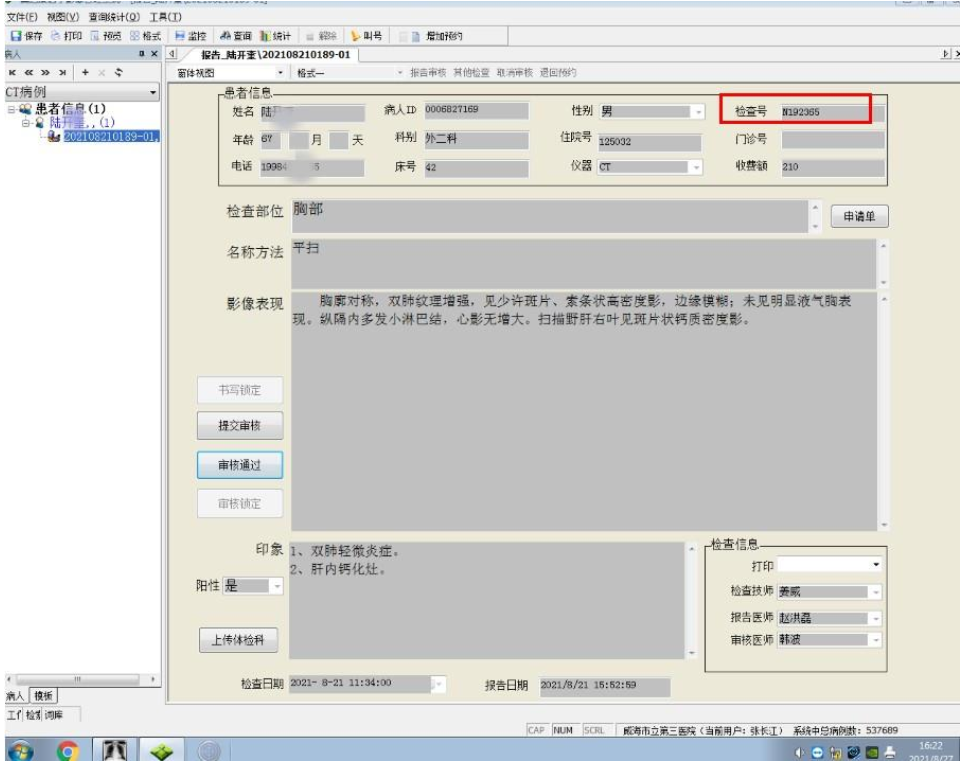 文件(F) 视图(V) 查询统计(Q) 工具(T)
保存 打印 预览 格式 监控 查询 统计 解除 叫号 增加预约
病人
报告_陆开奎\202108210189-01
窗体视图 格式一 报告审核 其他检查 取消审核 退回预约
CT病例
患者信息(1)
陆开奎,,(1)
202108210189-01,
患者信息
姓名 陆 病人ID 0006827169 性别 男 检查号 N192365
年龄 67 月 天 科别 外二科 住院号 125032 门诊号
电话 19984 5 床号 42 仪器 CT 收费额 210
检查部位 胸部 申请单
名称方法 平扫
影像表现 胸廓对称，双肺纹理增强，见少许斑片、索条状高密度影，边缘模糊；未见明显液气胸表
现。纵隔内多发小淋巴结，心影无增大。扫描野肝右叶见斑片状钙质密度影。
书写锁定
提交审核
审核通过
审核锁定
印象 1、双肺轻微炎症。
2、肝内钙化灶。
阳性 是
上传体检科
检查信息
打印
检查技师 姜威
报告医师 赵洪磊
审核医师 韩波
检查日期 2021- 8-21 11:34:00 报告日期 2021/8/21 15:52:59
病人 模板
词库
CAP NUM SCRL 威海市立第三医院（当前用户：张长江） 系统中总病例数：537689
16:22
2021/8/27